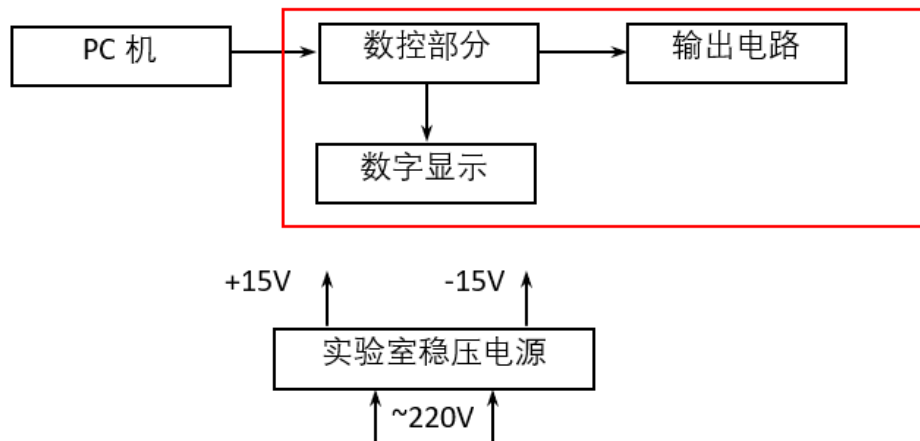 PC 机
数控部分
输出电路
数字显示
+15V
-15V
实验室稳压电源
~220V